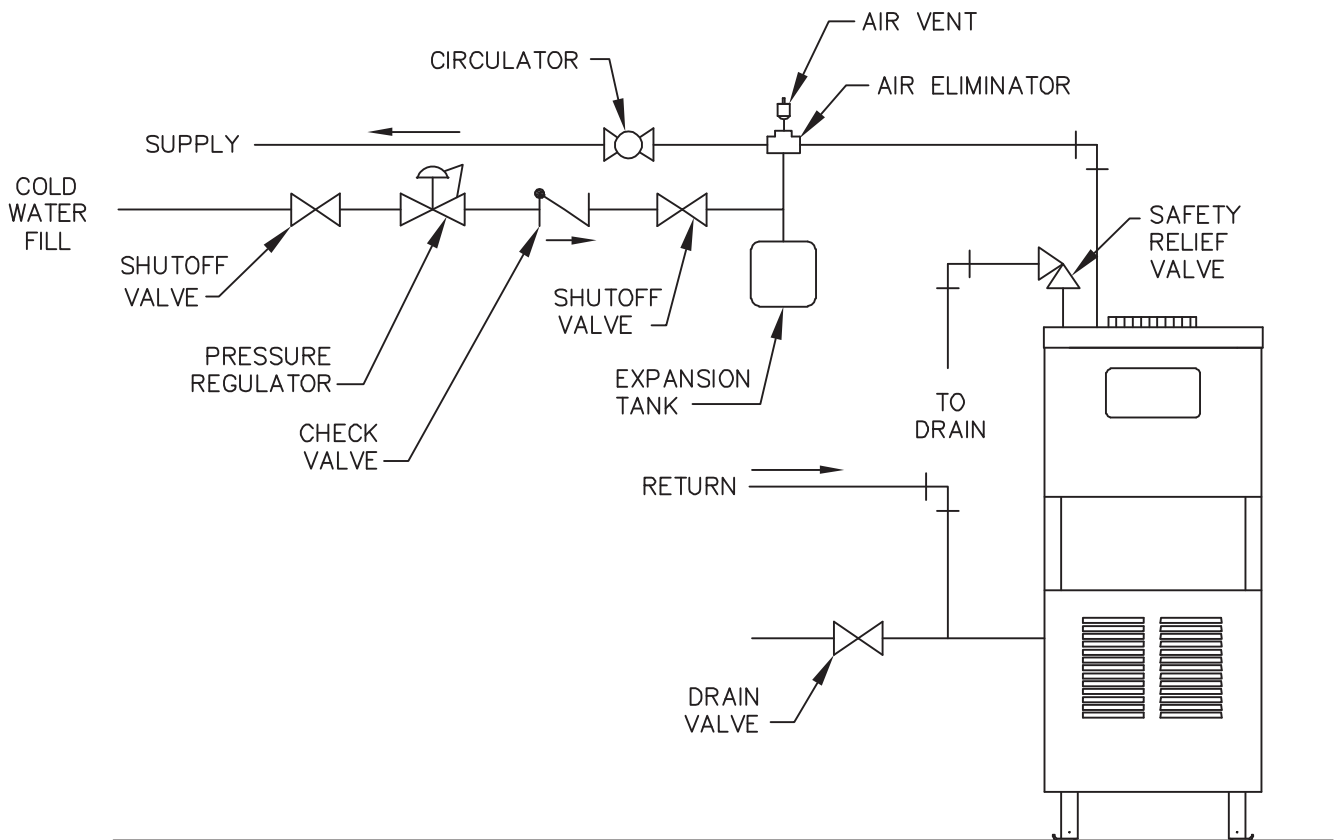 AIR VENT
CIRCULATOR
AIR ELIMINATOR
SUPPLY
COLD
WATER
FILL
SAFETY
RELIEF
VALVE
SHUTOFF
VALVE
SHUTOFF
VALVE
PRESSURE
REGULATOR
EXPANSION
TANK
TO
DRAIN
CHECK
VALVE
RETURN
DRAIN
VALVE